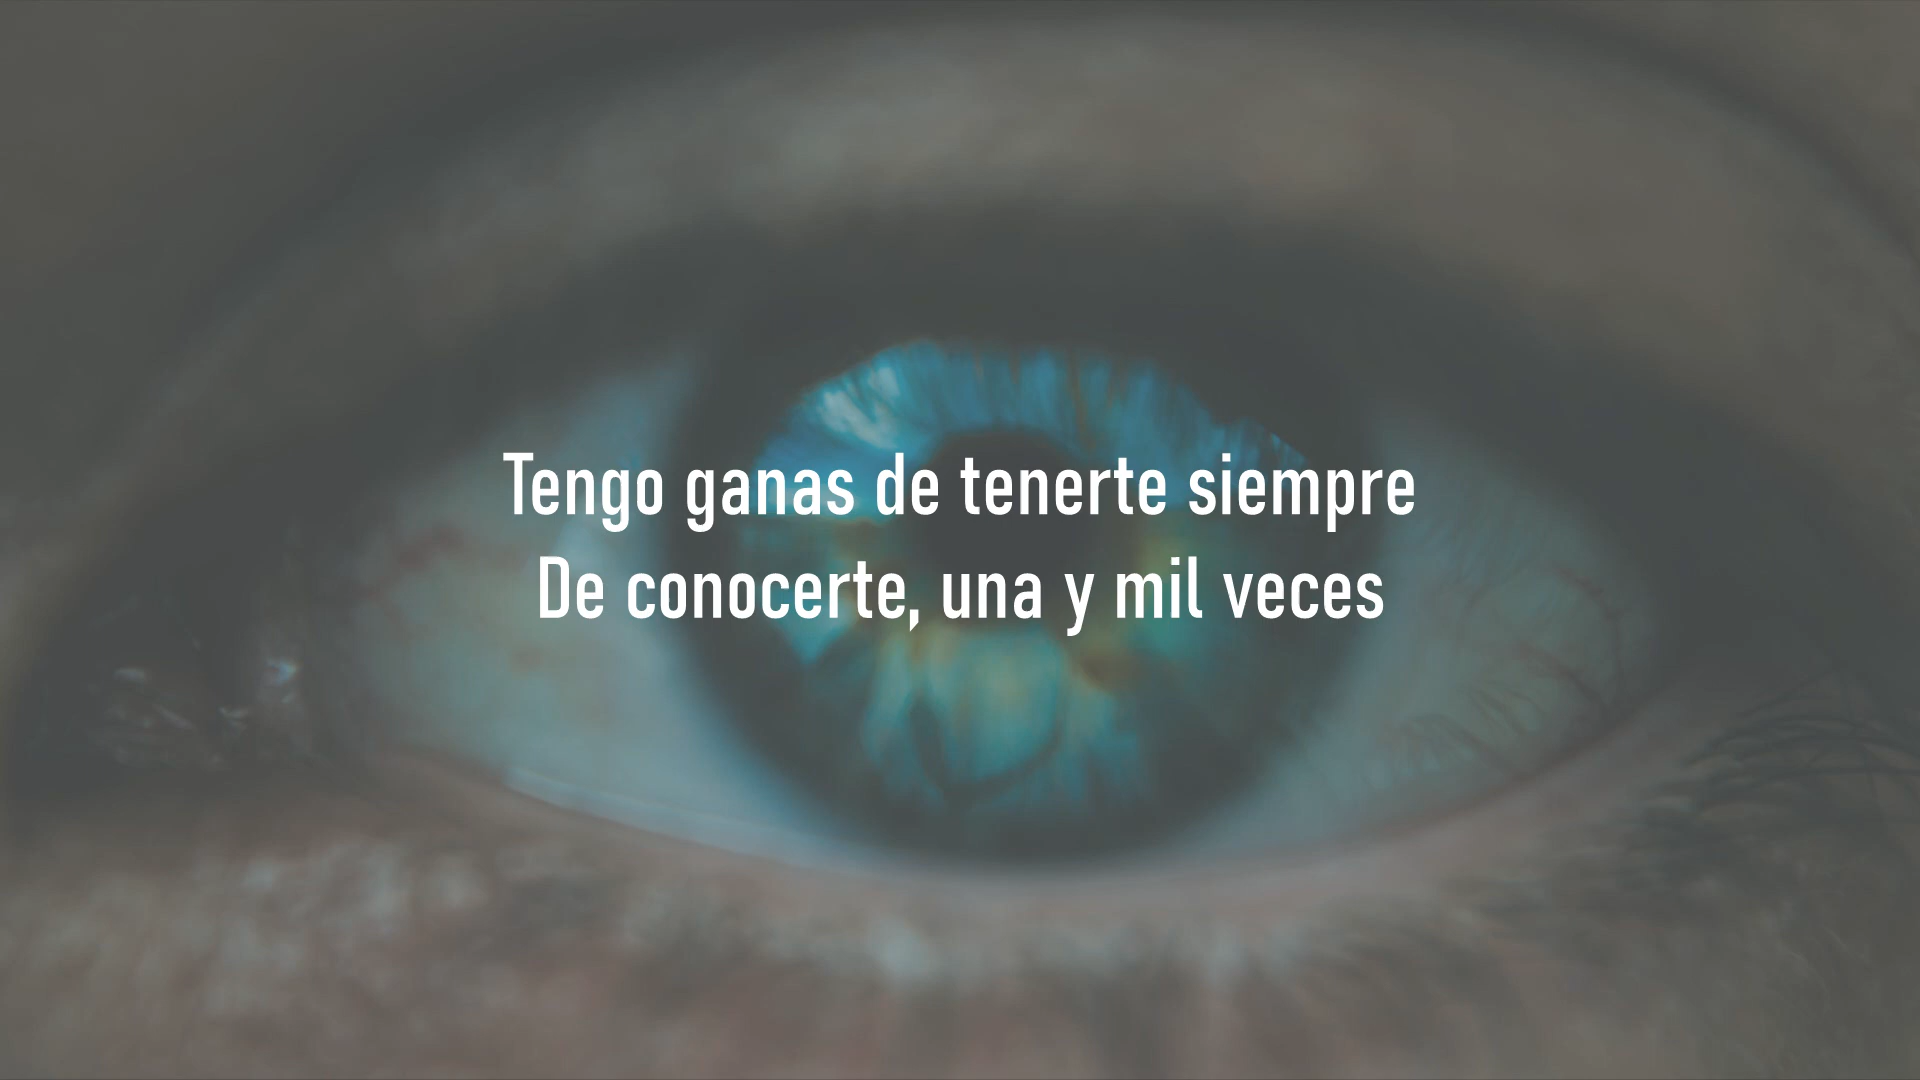 Tengo ganas de tenerte siempre
De conocerte, una y mil veces